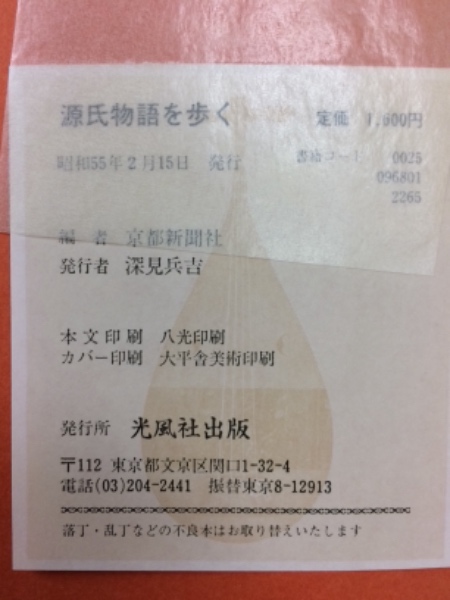 源氏物語を歩く 定価 1,600円
昭和55年2月15日 発行 書籍コード 0025
096801
2265
編者 京都新聞社
発行者 深見兵吉
本文印刷 八光印刷
カバー印刷 大平舎美術印刷
発行所 光風社出版
〒112 東京都文京区関口1-32-4
電話(03)204-2441 振替東京8-12913
落丁・乱丁などの不良本はお取り替えいたします